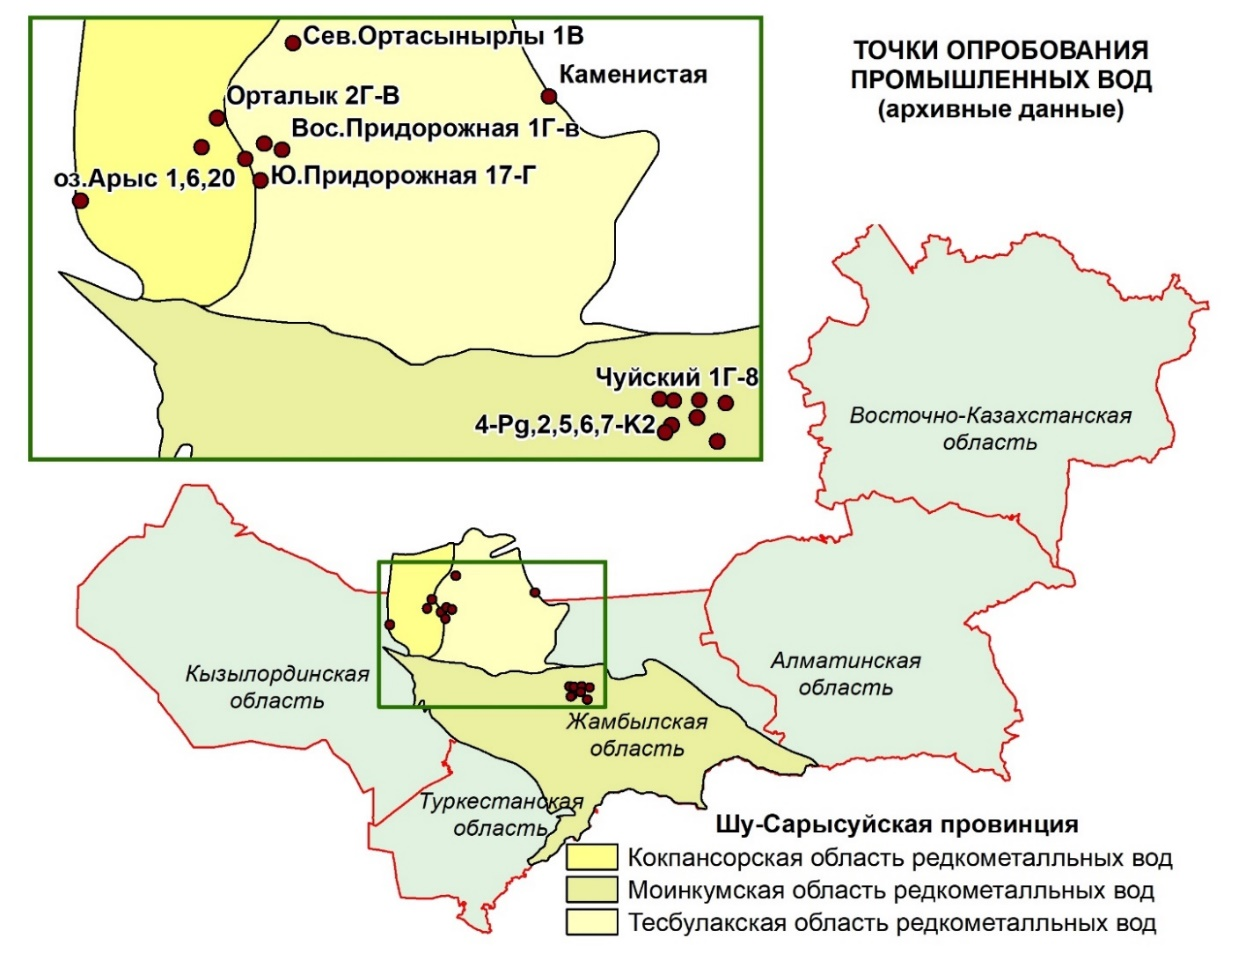 Сев.Ортасынырлы 1В
Каменистая
Орталык 2Г-В
Вос.Придорожная 1Г-в
оз.Арыс 1,6,20
Ю.Придорожная 17-Г
Чуйский 1Г-8
4-Pg,2,5,6,7-К2
ТОЧКИ ОПРОБОВАНИЯ
ПРОМЫШЛЕННЫХ ВОД
(архивные данные)
Восточно-Казахстанская
область
Кызылординская
область
Алматинская
область
Жамбылская
область
Туркестанская
область
Шу-Сарысуйская провинция
Кокпансорская область редкометалльных вод
Моинкумская область редкометалльных вод
Тесбулакская область редкометалльных вод